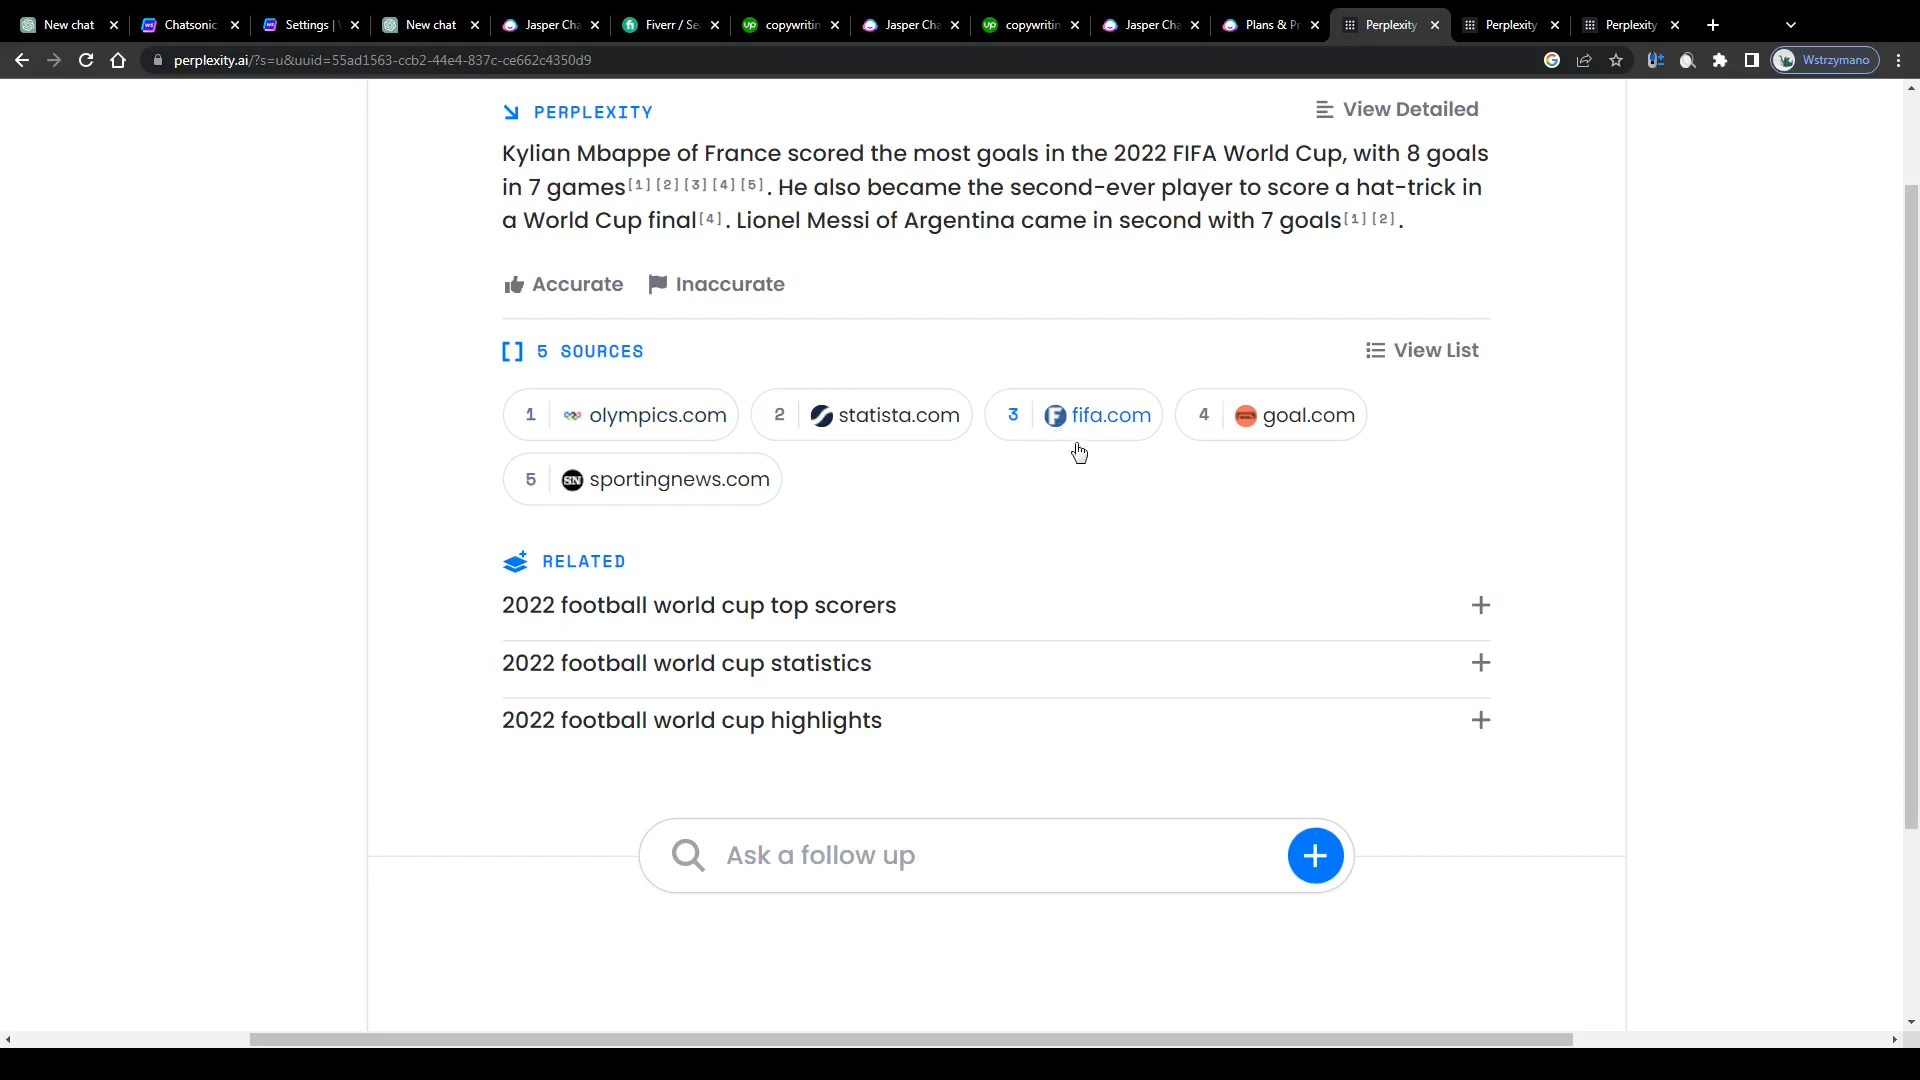 New chat
Chatsonic
Settings |
New chat
Jasper Cha
Fiverr / Se
copywritin
Jasper Cha
copywritin
Jasper Cha
Plans & Pr
Perplexity
Perplexity
Perplexity
perplexity.ai/?s=u&uuid=55ad1563-ccb2-44e4-837c-ce662c4350d9
Wstrzymano
PERPLEXITY
View Detailed
Kylian Mbappe of France scored the most goals in the 2022 FIFA World Cup, with 8 goals
in 7 games[1][2][3][4][5]. He also became the second-ever player to score a hat-trick in
a World Cup final[4]. Lionel Messi of Argentina came in second with 7 goals[1][2].
Accurate
Inaccurate
5 SOURCES
View List
1 olympics.com
2 statista.com
3 fifa.com
4 goal.com
5 SN sportingnews.com
RELATED
2022 football world cup top scorers
2022 football world cup statistics
2022 football world cup highlights
Ask a follow up